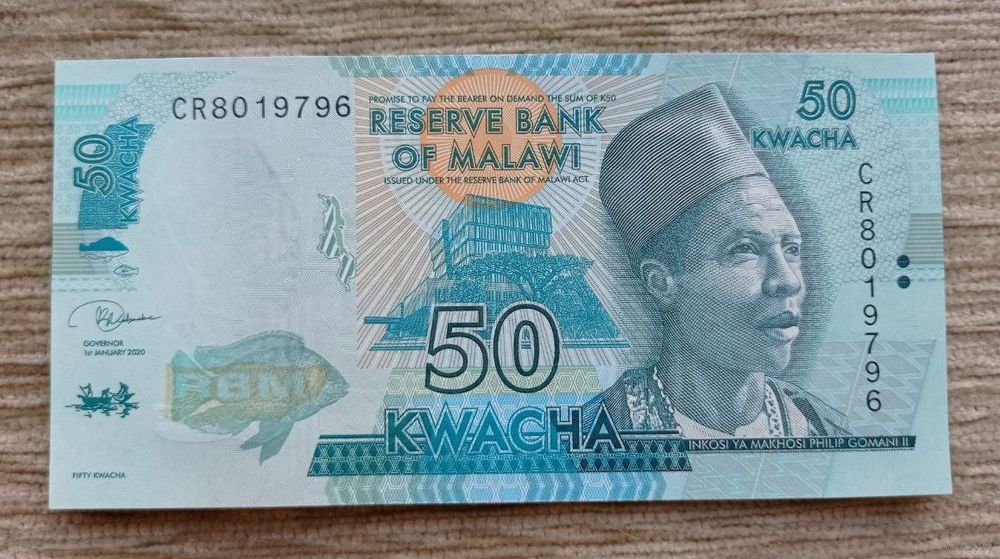 CR8019796
PROMISE TO PAY THE BEARER ON DEMAND THE SUM OF K50
RESERVE BANK
OF MALAWI
ISSUED UNDER THE RESERVE BANK OF MALAWI ACT
50
KWACHA
50
KWACHA
CR8019796
GOVERNOR
1ST JANUARY 2020
RBM
50
KWACHA
INKOSI YA MAKHOSI PHILIP GOMANI II
FIFTY KWACHA